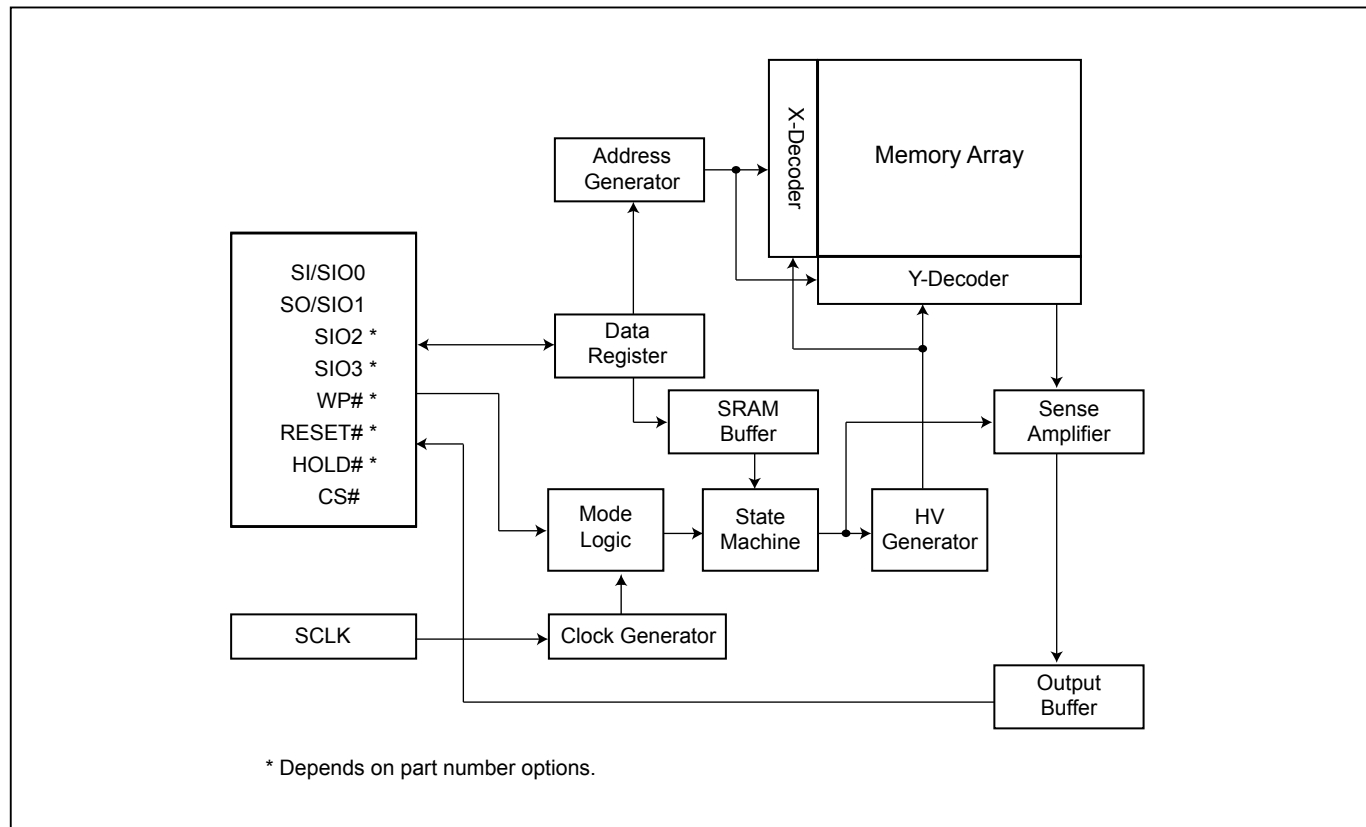 X-Decoder
Memory Array
Address
Generator
Y-Decoder
SI/SIO0
SO/SIO1
SIO2 *
SIO3 *
WP# *
RESET# *
HOLD# *
CS#
Data
Register
SRAM
Buffer
Sense
Amplifier
Mode
Logic
State
Machine
HV
Generator
SCLK
Clock Generator
Output
Buffer
* Depends on part number options.